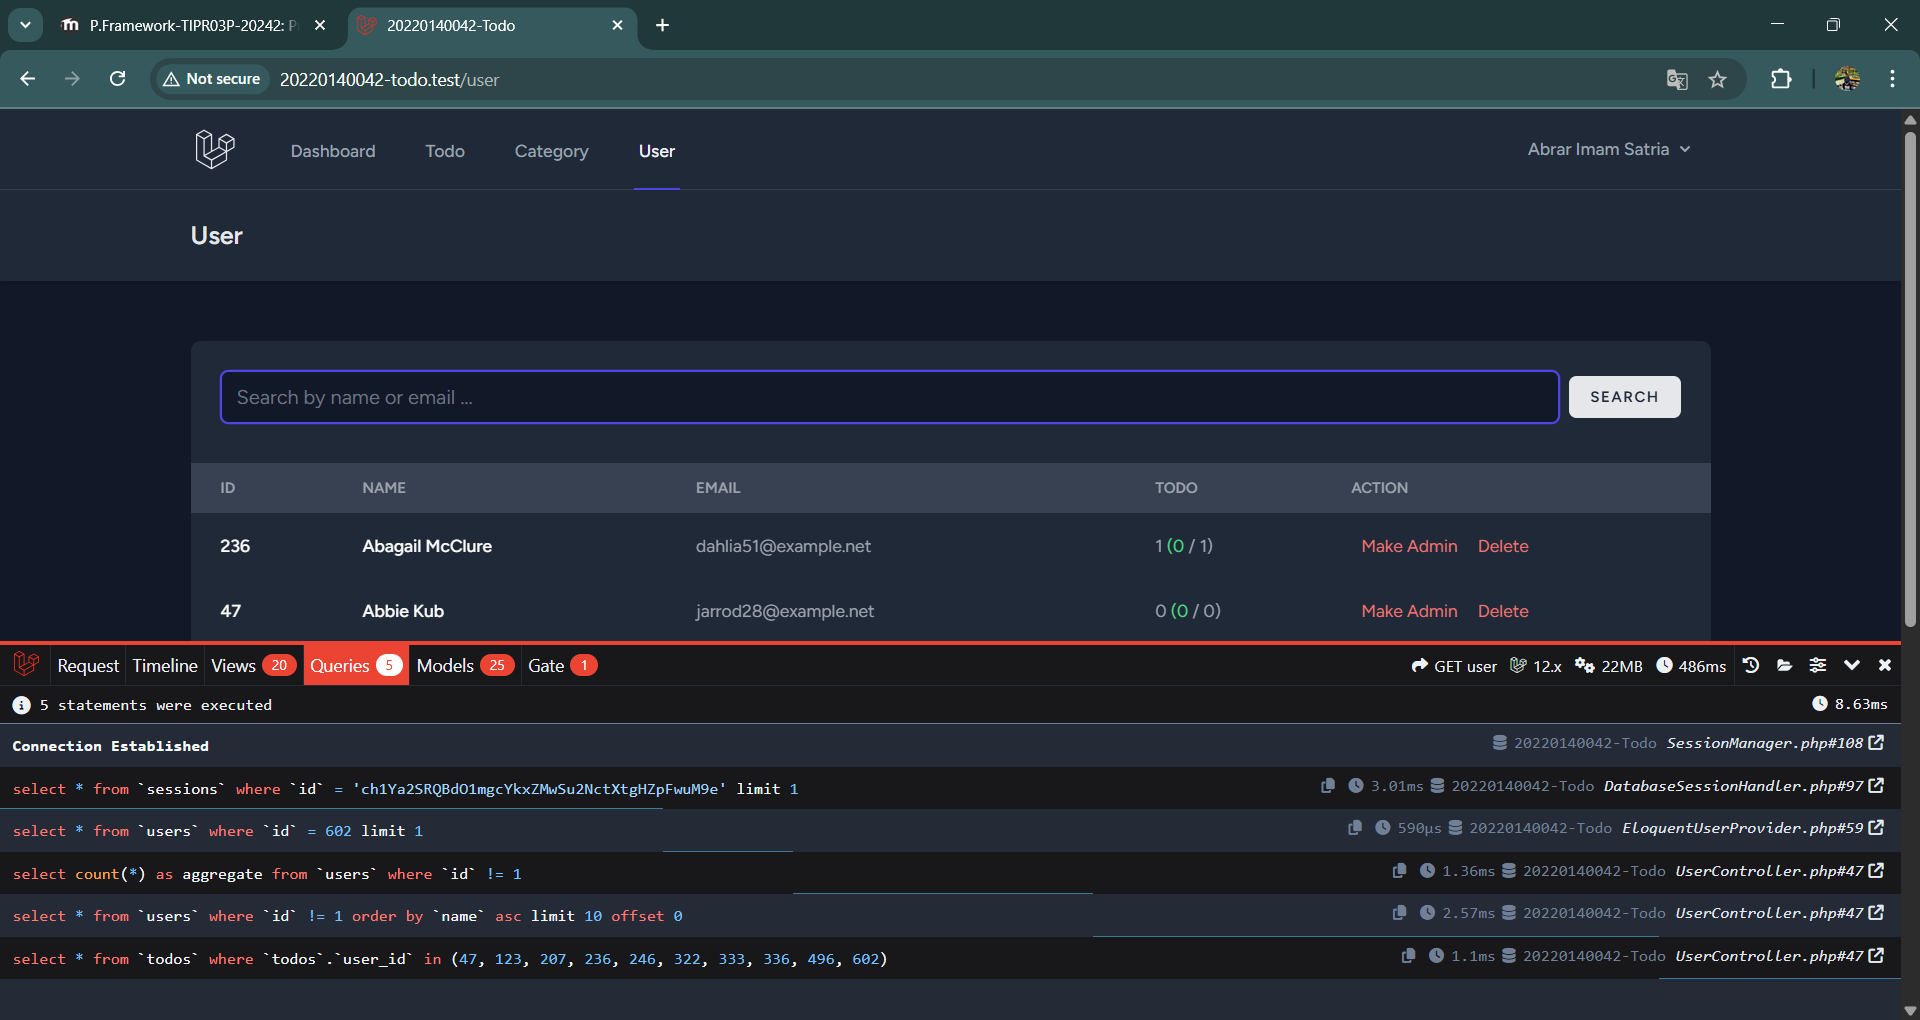 P.Framework-TIPR03P-20242: P
20220140042-Todo
Not secure
20220140042-todo.test/user
Dashboard
Todo
Category
User
Abrar Imam Satria
User
Search by name or email ...
SEARCH
ID NAME EMAIL TODO ACTION
236 Abagail McClure dahlia51@example.net 1 (0 / 1) Make Admin Delete
47 Abbie Kub jarrod28@example.net 0 (0 / 0) Make Admin Delete
Request Timeline Views 20 Queries 5 Models 25 Gate 1 GET user 12.x 22MB 486ms
5 statements were executed 8.63ms
Connection Established 20220140042-Todo SessionManager.php#108
select * from `sessions` where `id` = 'ch1Ya2SRQBdO1mgcYkxZMwSu2NctXtgHZpFwuM9e' limit 1 3.01ms 20220140042-Todo DatabaseSessionHandler.php#97
select * from `users` where `id` = 602 limit 1 590μs 20220140042-Todo EloquentUserProvider.php#59
select count(*) as aggregate from `users` where `id` != 1 1.36ms 20220140042-Todo UserController.php#47
select * from `users` where `id` != 1 order by `name` asc limit 10 offset 0 2.57ms 20220140042-Todo UserController.php#47
select * from `todos` where `todos`.`user_id` in (47, 123, 207, 236, 246, 322, 333, 336, 496, 602) 1.1ms 20220140042-Todo UserController.php#47